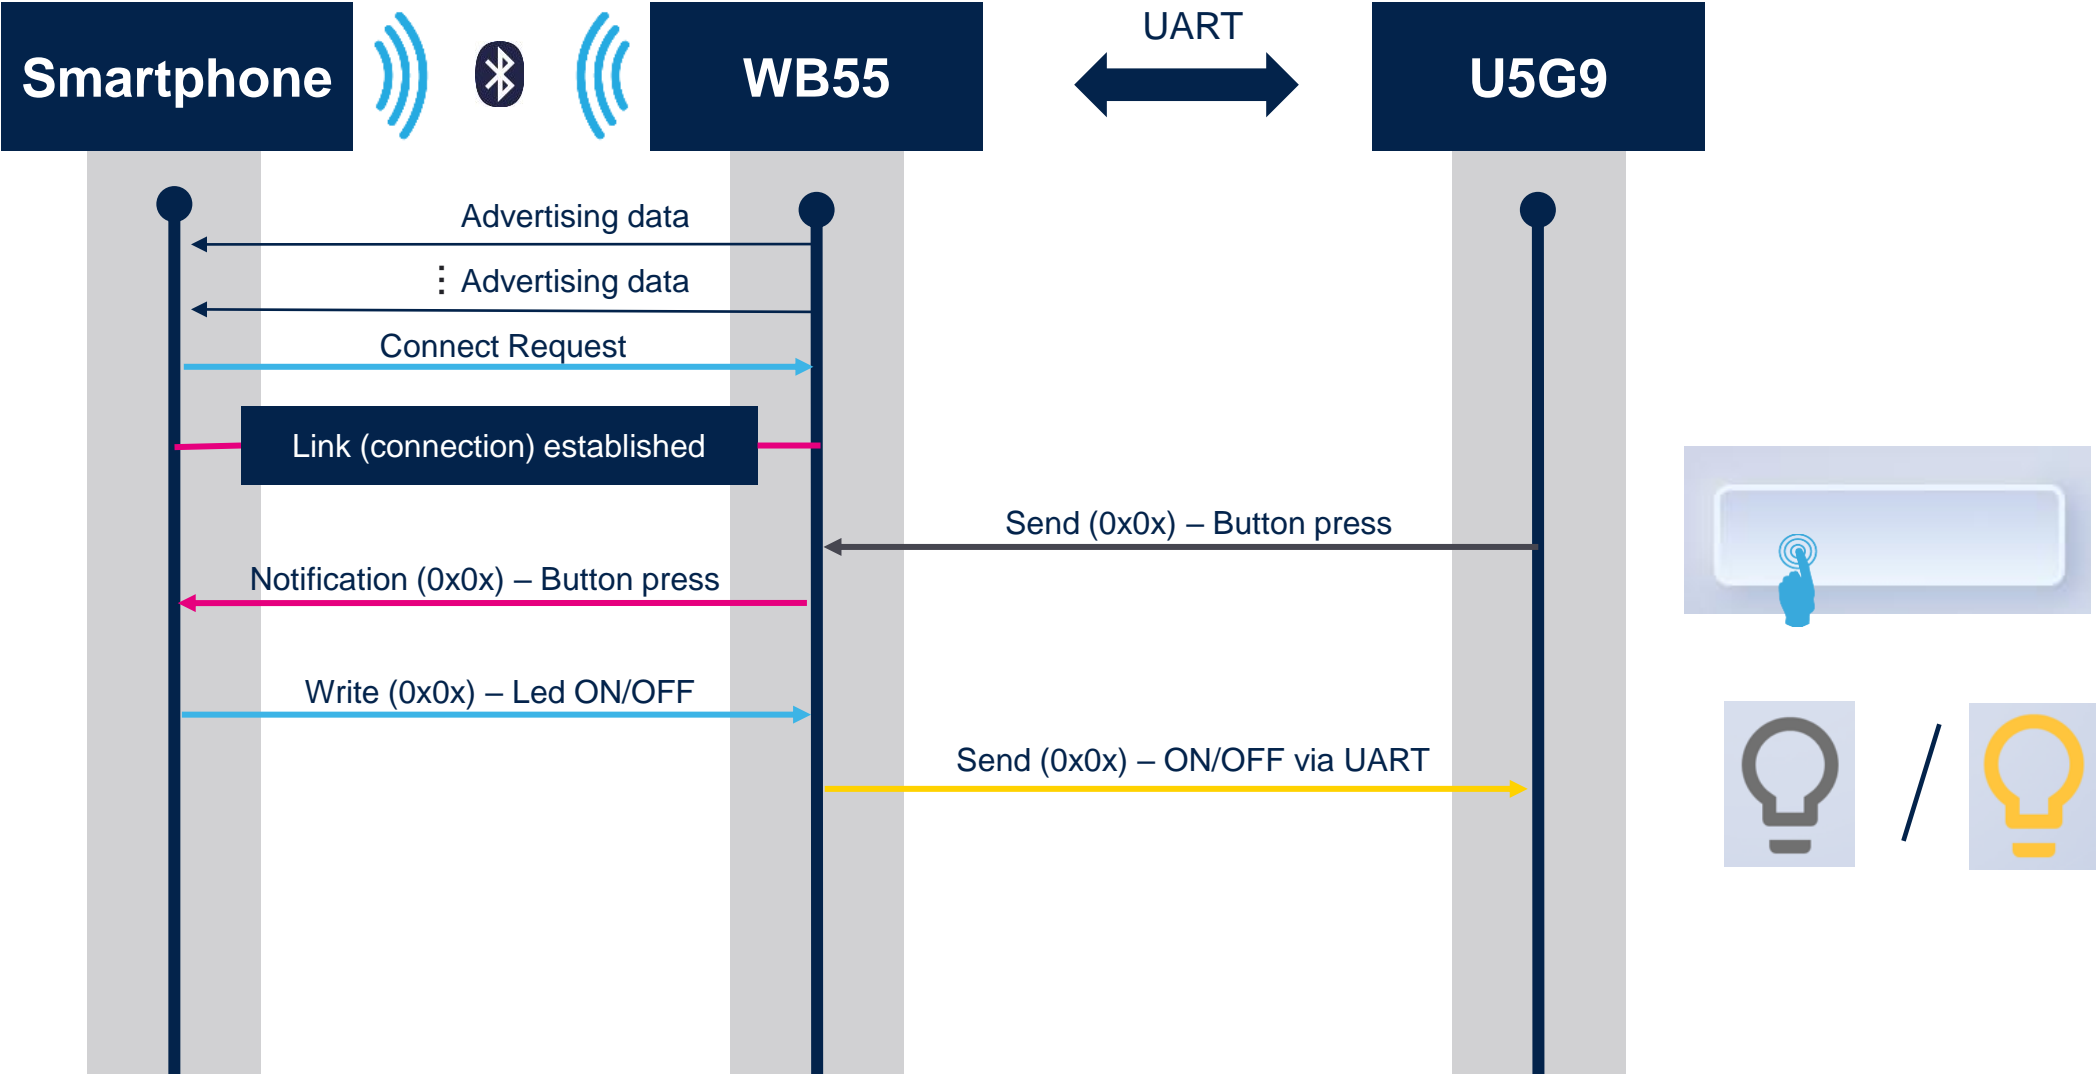 UART
Smartphone
WB55
U5G9
Advertising data
⋮ Advertising data
Connect Request
Link (connection) established
Send (0x0x) – Button press
Notification (0x0x) – Button press
Write (0x0x) – Led ON/OFF
Send (0x0x) – ON/OFF via UART
/